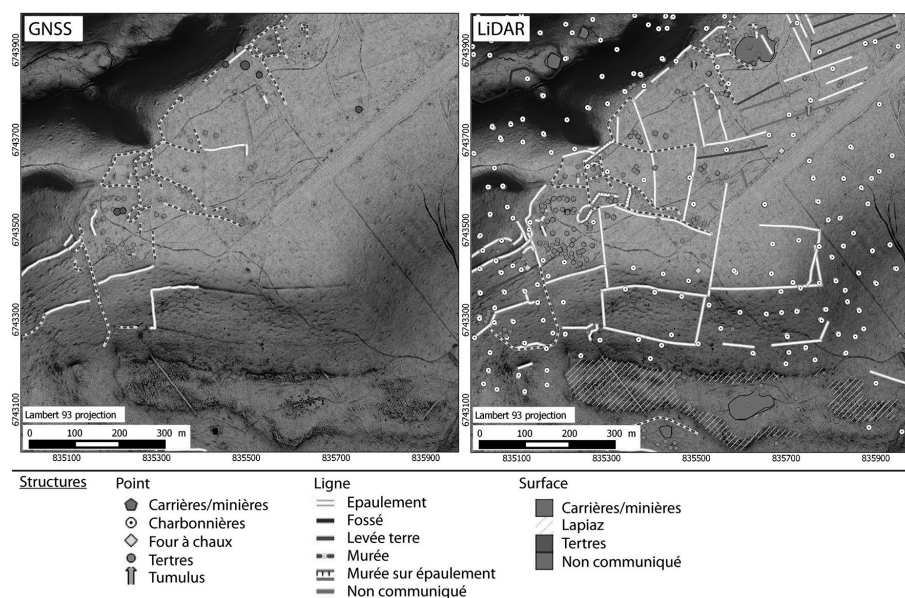 GNSS
6743900
6743700
6743500
6743300
6743100
Lambert 93 projection
0 100 200 300 m
835100 835300 835500 835700 835900
LiDAR
6743900
6743700
6743500
6743300
6743100
Lambert 93 projection
0 100 200 300 m
835100 835300 835500 835700 835900
Structures
Point
Carrières/minières
Charbonnières
Four à chaux
Tertres
Tumulus
Ligne
Epaulement
Fossé
Levée terre
Murée
Murée sur épaulement
Non communiqué
Surface
Carrières/minières
Lapiaz
Tertres
Non communiqué